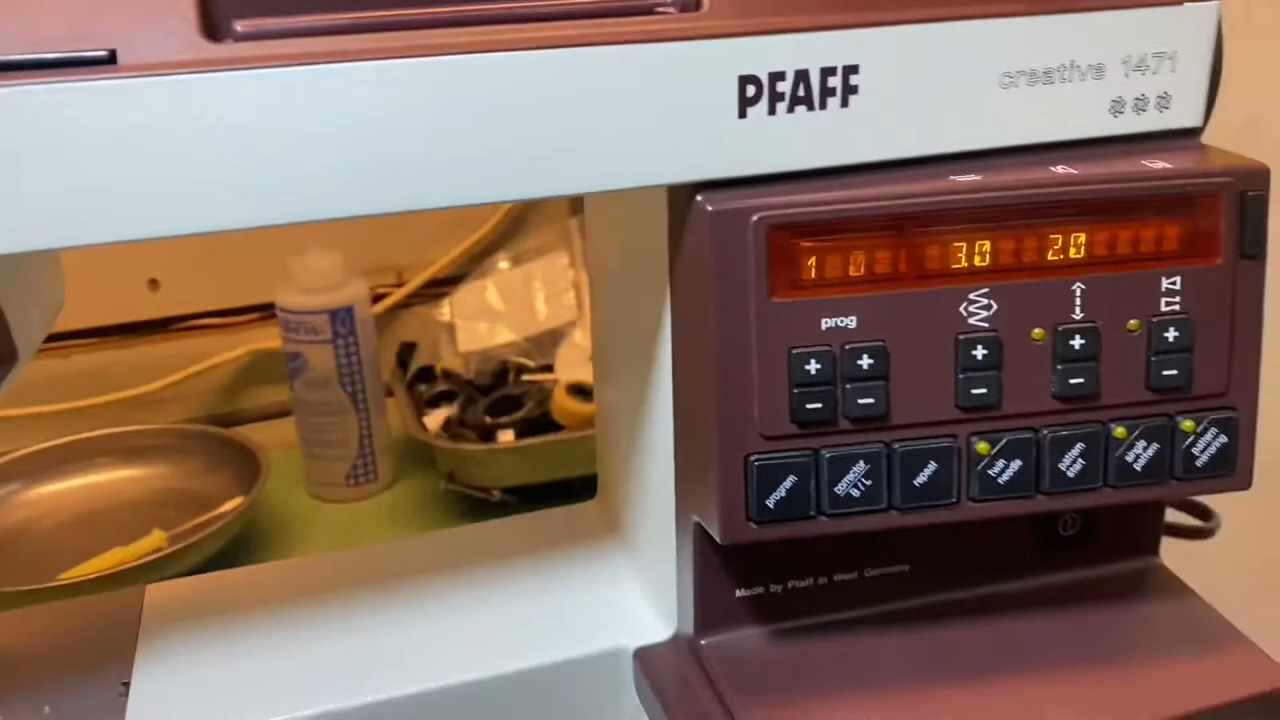 PFAFF
creative 1471
1 0 3.0 2.0
prog
+ + + + +
- - - - -
program
corrector
B / L
repeat
twin
needle
pattern
start
single
pattern
pattern
mirroring
Made by Pfaff in West Germany